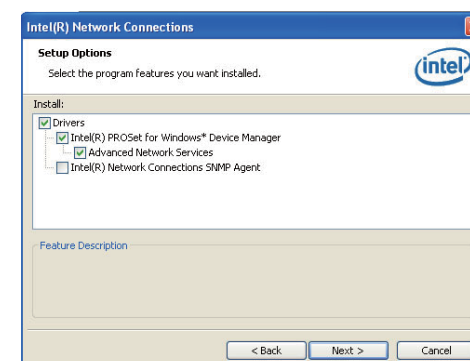 Intel(R) Network Connections
Setup Options
Select the program features you want installed.
intel
Install:
Drivers
Intel(R) PROSet for Windows* Device Manager
Advanced Network Services
Intel(R) Network Connections SNMP Agent
Feature Description
< Back
Next >
Cancel